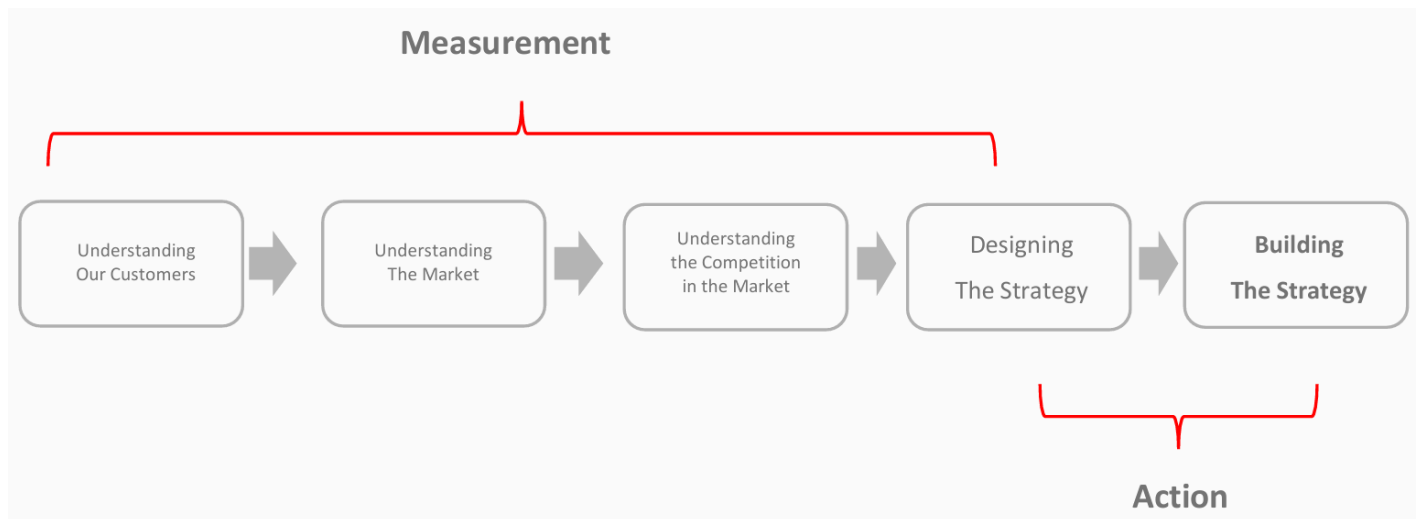 Measurement
Understanding
Our Customers
Understanding
The Market
Understanding
the Competition
in the Market
Designing
The Strategy
Building
The Strategy
Action